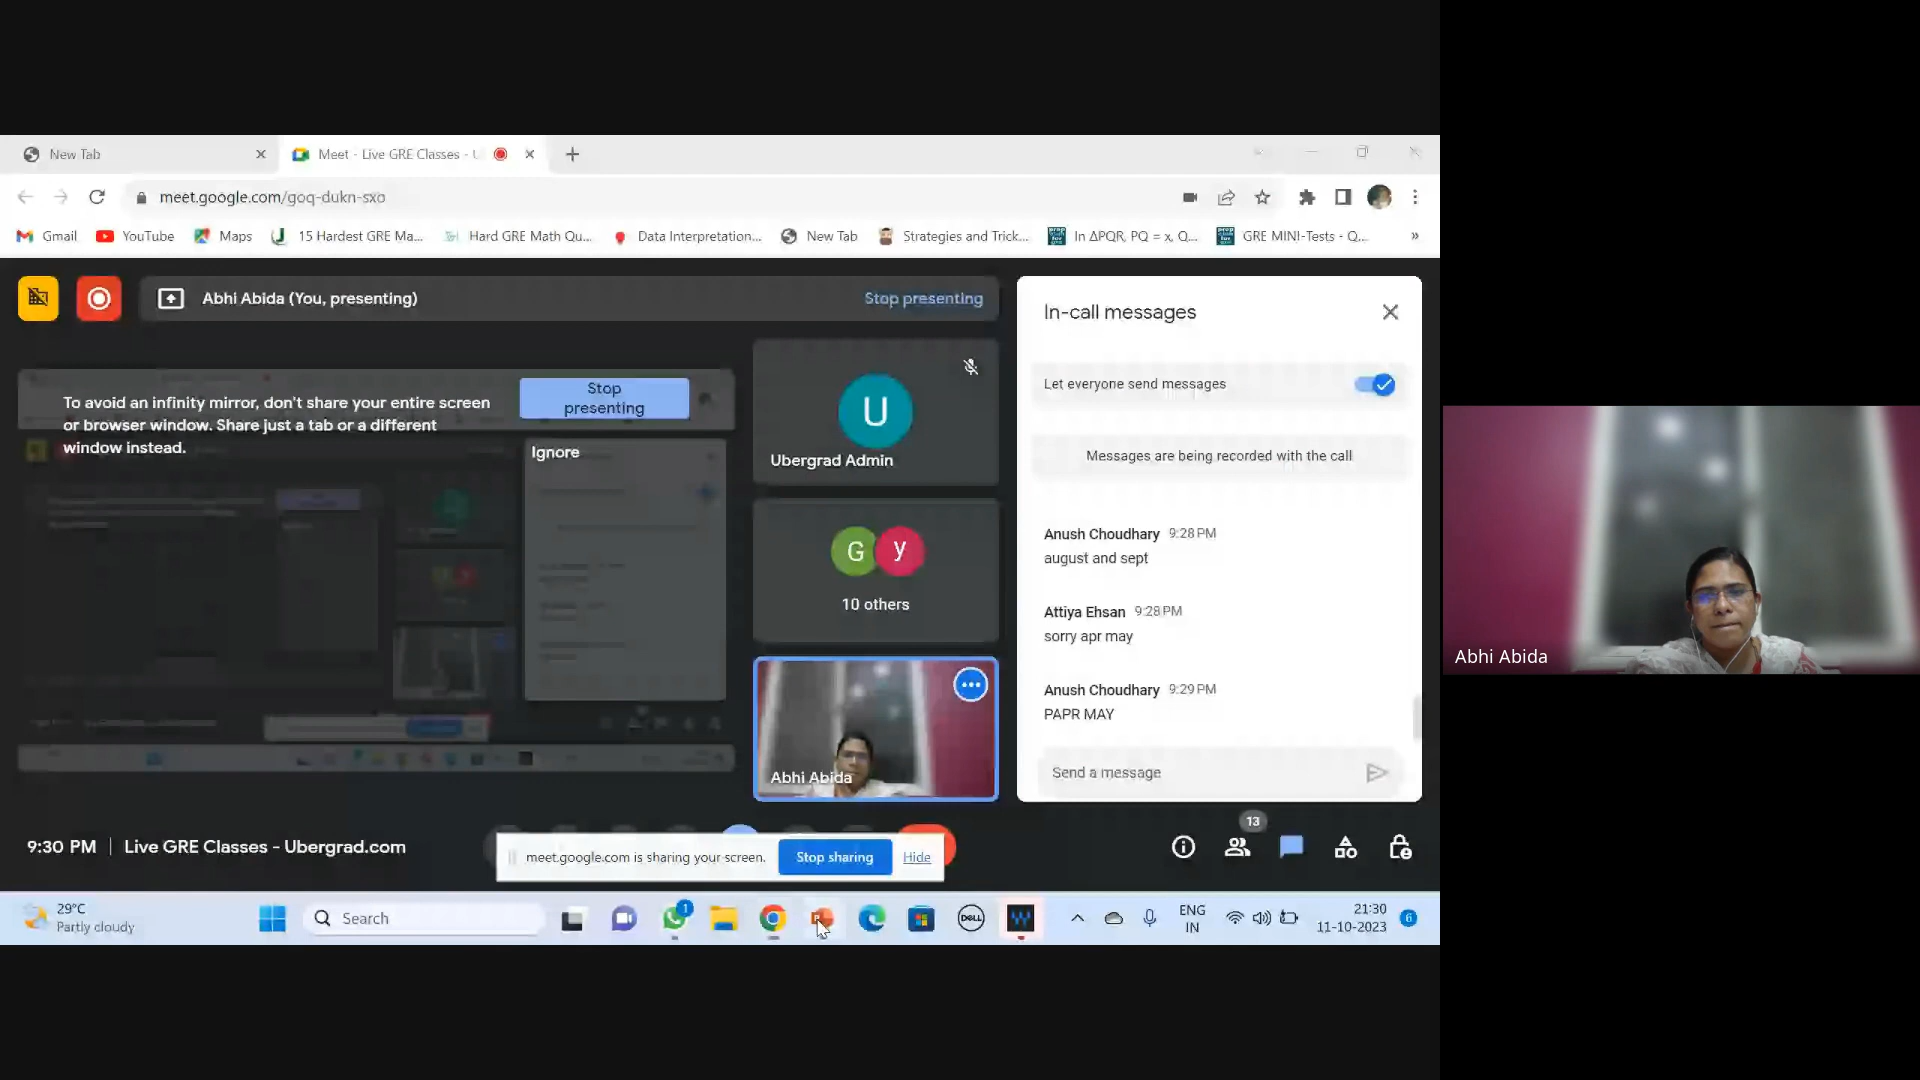 New Tab
Meet - Live GRE Classes - U
meet.google.com/goq-dukn-sxo
Gmail
YouTube
Maps
15 Hardest GRE Ma...
Hard GRE Math Qu...
Data Interpretation...
New Tab
Strategies and Trick...
In ΔPQR, PQ = x, Q...
GRE MINI-Tests - Q...
»
Abhi Abida (You, presenting)
Stop presenting
To avoid an infinity mirror, don't share your entire screen
or browser window. Share just a tab or a different
window instead.
Stop
presenting
Ignore
U
Ubergrad Admin
G
y
10 others
Abhi Abida
In-call messages
Let everyone send messages
Messages are being recorded with the call
Anush Choudhary 9:28 PM
august and sept
Attiya Ehsan 9:28 PM
sorry apr may
Anush Choudhary 9:29 PM
PAPR MAY
Send a message
Abhi Abida
9:30 PM | Live GRE Classes - Ubergrad.com
meet.google.com is sharing your screen.
Stop sharing
Hide
13
29°C
Partly cloudy
Search
1
DELL
ENG
IN
21:30
11-10-2023
6